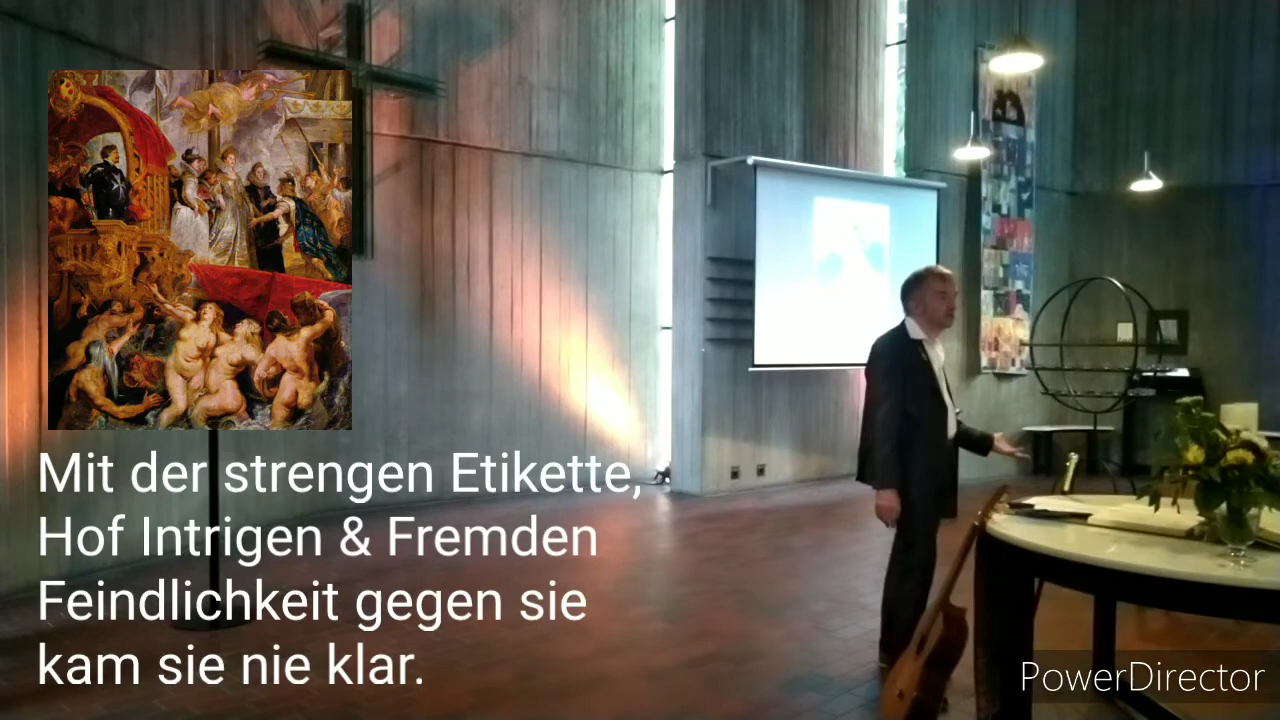 Mit der strengen Etikette,
Hof Intrigen & Fremden
Feindlichkeit gegen sie
kam sie nie klar.
PowerDirector